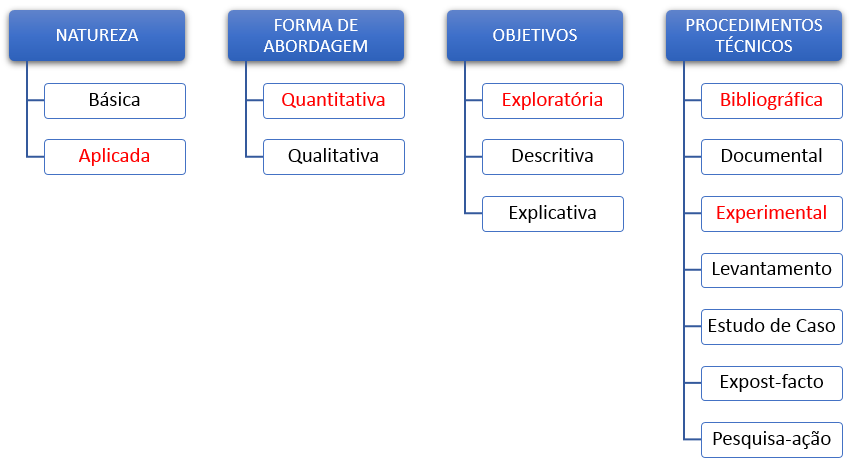 NATUREZA
Básica
Aplicada
FORMA DE
ABORDAGEM
Quantitativa
Qualitativa
OBJETIVOS
Exploratória
Descritiva
Explicativa
PROCEDIMENTOS
TÉCNICOS
Bibliográfica
Documental
Experimental
Levantamento
Estudo de Caso
Expost-facto
Pesquisa-ação